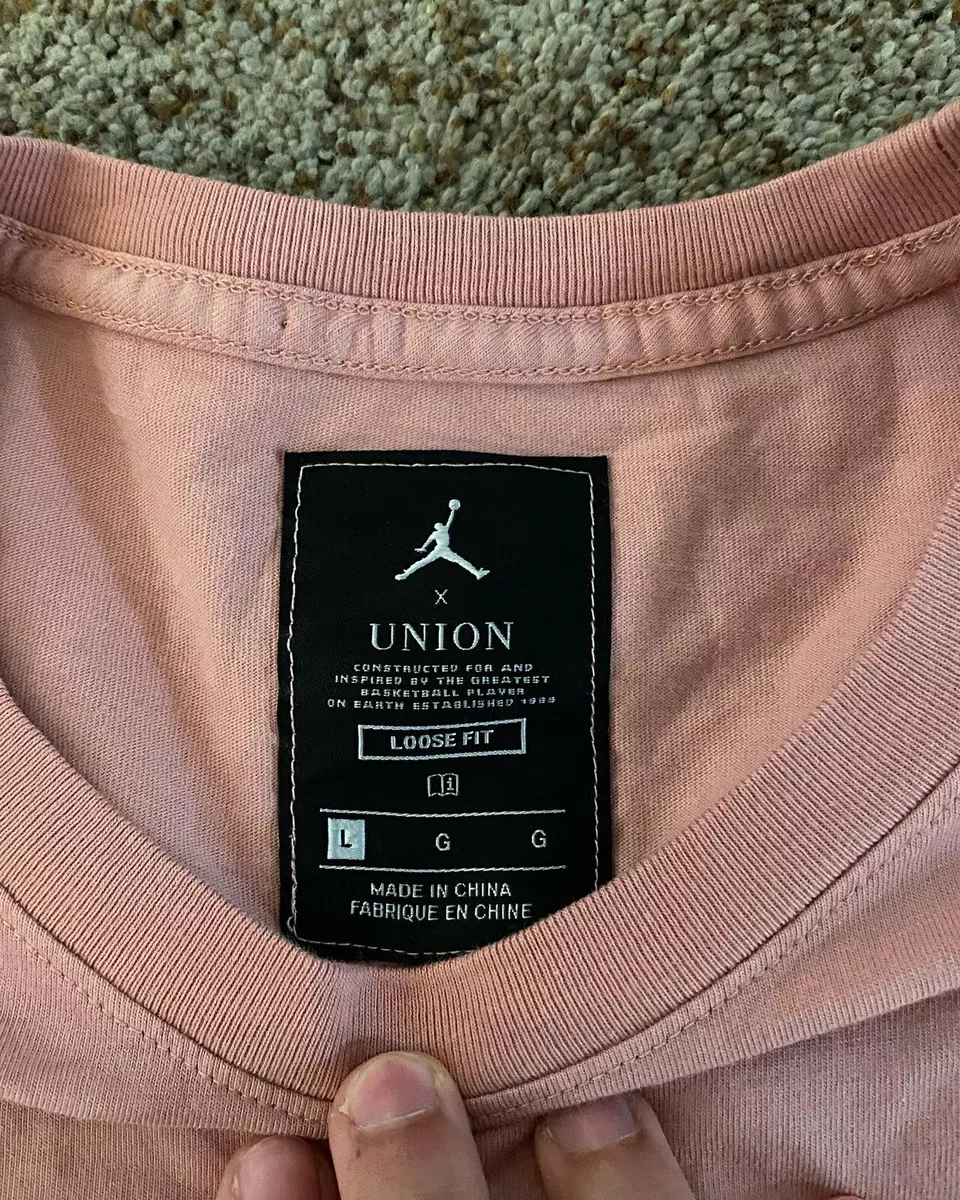 X
UNION
CONSTRUCTED FOR AND
INSPIRED BY THE GREATEST
BASKETBALL PLAYER
ON EARTH ESTABLISHED 1984
LOOSE FIT
i
L G G
MADE IN CHINA
FABRIQUE EN CHINE